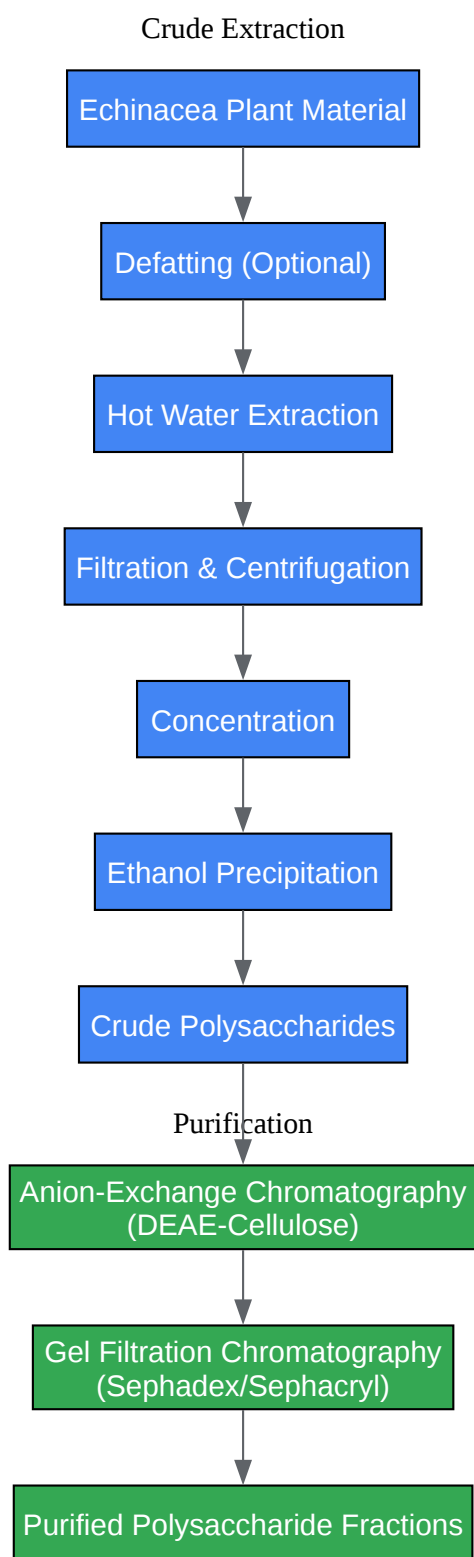 Crude Extraction
Echinacea Plant Material
Defatting (Optional)
Hot Water Extraction
Filtration & Centrifugation
Concentration
Ethanol Precipitation
Crude Polysaccharides
Purification
Anion-Exchange Chromatography
(DEAE-Cellulose)
Gel Filtration Chromatography
(Sephadex/Sephacryl)
Purified Polysaccharide Fractions